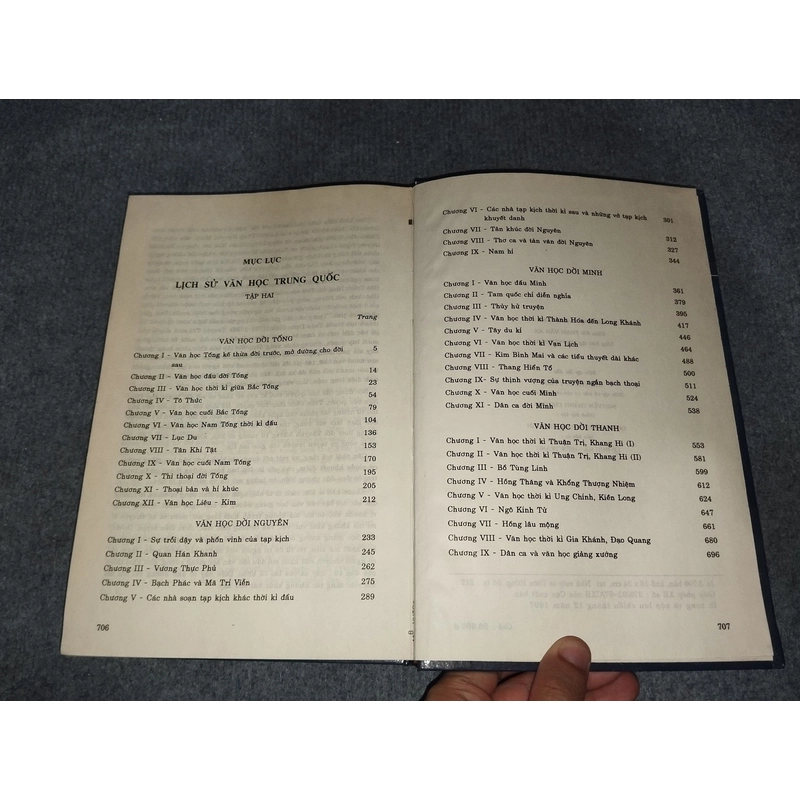 MỤC LỤC
LỊCH SỬ VĂN HỌC TRUNG QUỐC
TẬP HAI
Trang
VĂN HỌC ĐỜI TỐNG
Chương I - Văn học Tống kế thừa đời trước, mở đường cho đời sau 5
Chương II - Văn học đầu đời Tống 14
Chương III - Văn học thời kì giữa Bắc Tống 23
Chương IV - Tô Thức 54
Chương V - Văn học cuối Bắc Tống 79
Chương VI - Văn học Nam Tống thời kì đầu 104
Chương VII - Lục Du 136
Chương VIII - Tân Khí Tật 153
Chương IX - Văn học cuối Nam Tống 170
Chương X - Thi thoại đời Tống 195
Chương XI - Thoại bản và hí khúc 205
Chương XII - Văn học Liêu - Kim 212
VĂN HỌC ĐỜI NGUYÊN
Chương I - Sự trỗi dậy và phồn vinh của tạp kịch 233
Chương II - Quan Hán Khanh 245
Chương III - Vương Thực Phủ 262
Chương IV - Bạch Phác và Mã Trí Viễn 275
Chương V - Các nhà soạn tạp kịch khác thời kì đầu 289
706
Chương VI - Các nhà tạp kịch thời kì sau và những vở tạp kịch
khuyết danh 301
Chương VII - Tản khúc đời Nguyên 312
Chương VIII - Thơ ca và tản văn đời Nguyên 327
Chương IX - Nam hí 344
VĂN HỌC ĐỜI MINH
Chương I - Văn học đầu Minh 361
Chương II - Tam quốc chí diễn nghĩa 379
Chương III - Thủy hử truyện 395
Chương IV - Văn học thời kì Thành Hóa đến Long Khánh 417
Chương V - Tây du kí 446
Chương VI - Văn học thời kì Vạn Lịch 464
Chương VII - Kim Bình Mai và các tiểu thuyết dài khác 488
Chương VIII - Thang Hiển Tổ 500
Chương IX- Sự thịnh vượng của truyện ngắn bạch thoại 511
Chương X - Văn học cuối Minh 524
Chương XI - Dân ca đời Minh 538
VĂN HỌC ĐỜI THANH
Chương I - Văn học thời kì Thuận Trị, Khang Hi (I) 553
Chương II - Văn học thời kì Thuận Trị, Khang Hi (II) 581
Chương III - Bồ Tùng Linh 599
Chương IV - Hồng Thăng và Khổng Thượng Nhiệm 612
Chương V - Văn học thời kì Ung Chính, Kiền Long 624
Chương VI - Ngô Kính Tử 647
Chương VII - Hồng lâu mộng 661
Chương VIII - Văn học thời kì Gia Khánh, Đạo Quang 680
Chương IX - Dân ca và văn học giảng xướng 696
707